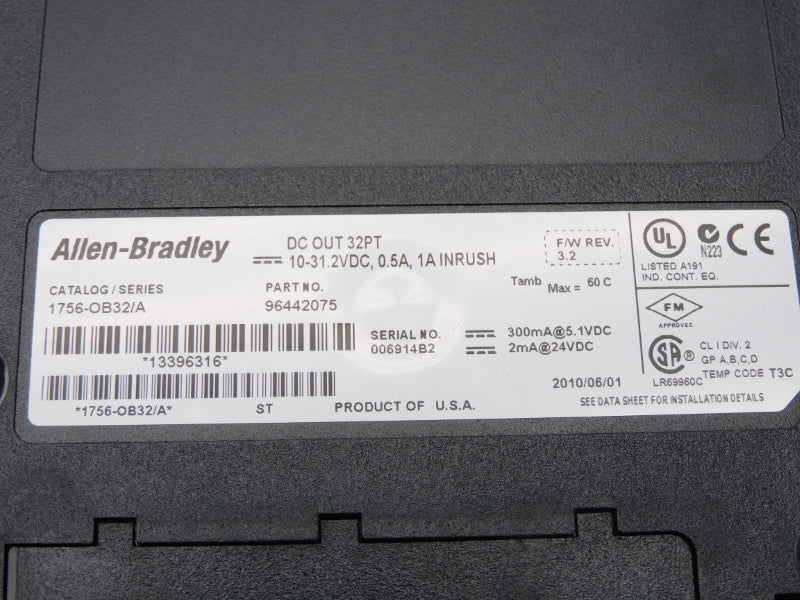 Allen-Bradley
DC OUT 32PT
10-31.2VDC, 0.5A, 1A INRUSH
F/W REV.
3.2
CATALOG / SERIES
1756-OB32/A
PART NO.
96442075
Tamb Max = 60 C
SERIAL NO.
006914B2
300mA@5.1VDC
2mA@24VDC
*13396316*
2010/06/01
*1756-OB32/A*
ST
PRODUCT OF U.S.A.
UL
N223
CE
LISTED A191
IND. CONT. EQ.
FM
APPROVED
SA
®
LR69960C
CL I DIV. 2
GP A,B,C,D
TEMP CODE T3C
SEE DATA SHEET FOR INSTALLATION DETAILS